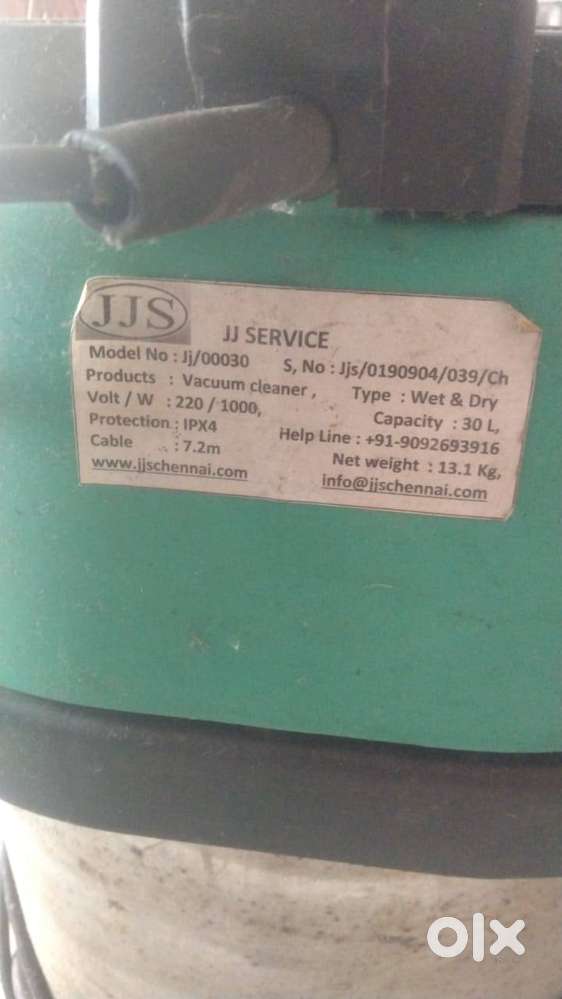 JJS
JJ SERVICE
Model No : Jj/00030 S, No : Jjs/0190904/039/Ch
Products : Vacuum cleaner , Type : Wet & Dry
Volt / W : 220 / 1000, Capacity : 30 L,
Protection : IPX4 Help Line : +91-9092693916
Cable : 7.2m Net weight : 13.1 Kg,
www.jjschennai.com info@jjschennai.com
olx